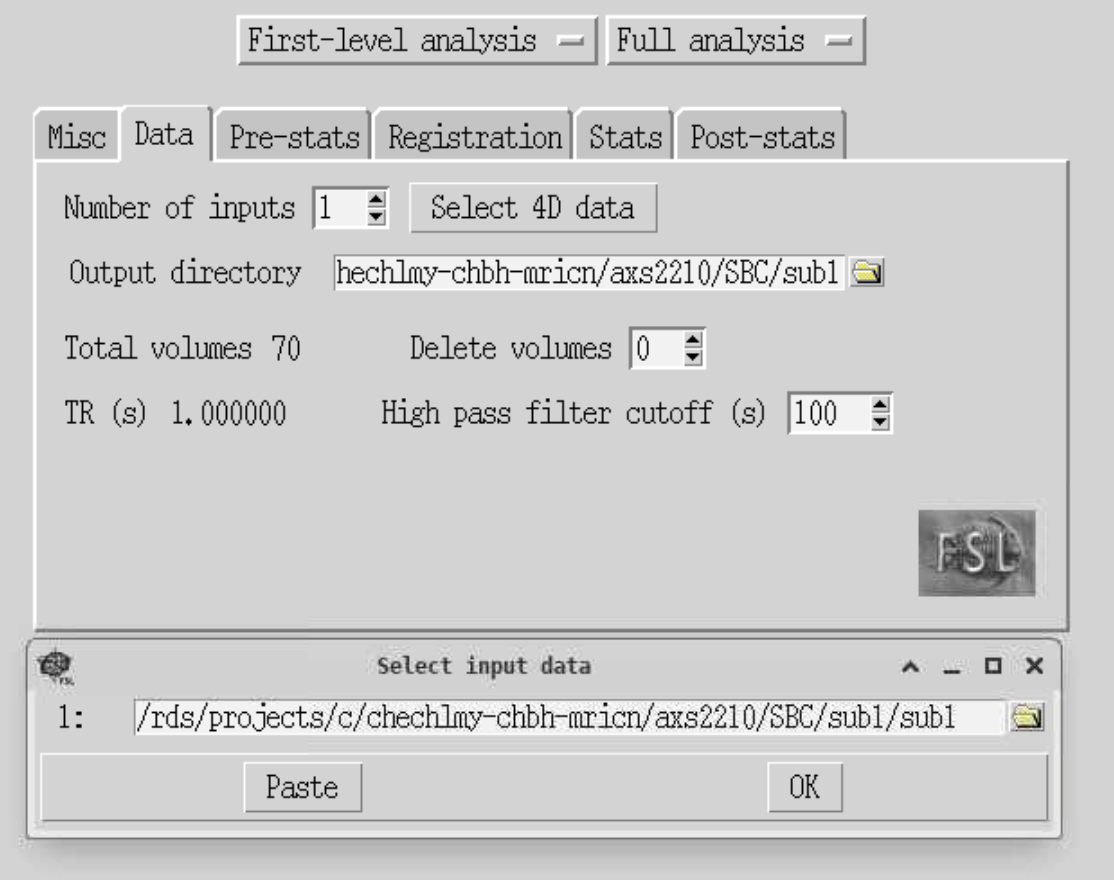 First-level analysis Full analysis
Misc Data Pre-stats Registration Stats Post-stats
Number of inputs 1 Select 4D data
Output directory hechlmy-chbh-mricn/axs2210/SBC/sub1
Total volumes 70 Delete volumes 0
TR (s) 1.000000 High pass filter cutoff (s) 100
FSL
Select input data
FSL
1: /rds/projects/c/chechlmy-chbh-mricn/axs2210/SBC/sub1/sub1
Paste OK